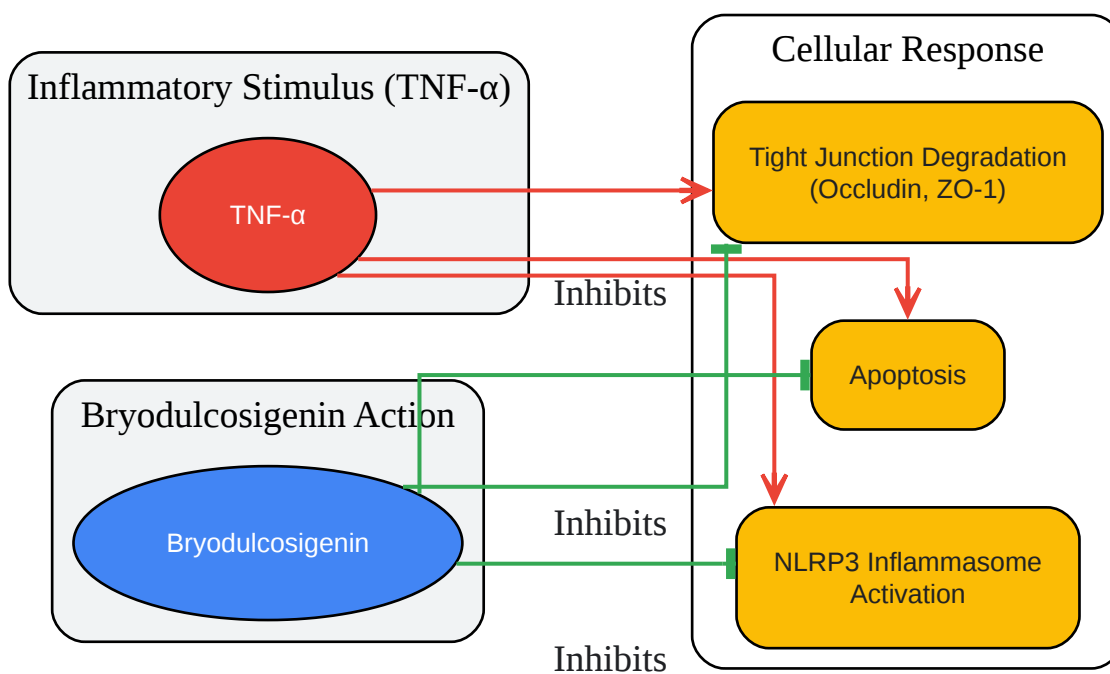 Inflammatory Stimulus (TNF-α)
TNF-α
Cellular Response
Tight Junction Degradation
(Occludin, ZO-1)
Inhibits
Apoptosis
Bryodulcosigenin Action
Bryodulcosigenin
Inhibits
NLRP3 Inflammasome
Activation
Inhibits